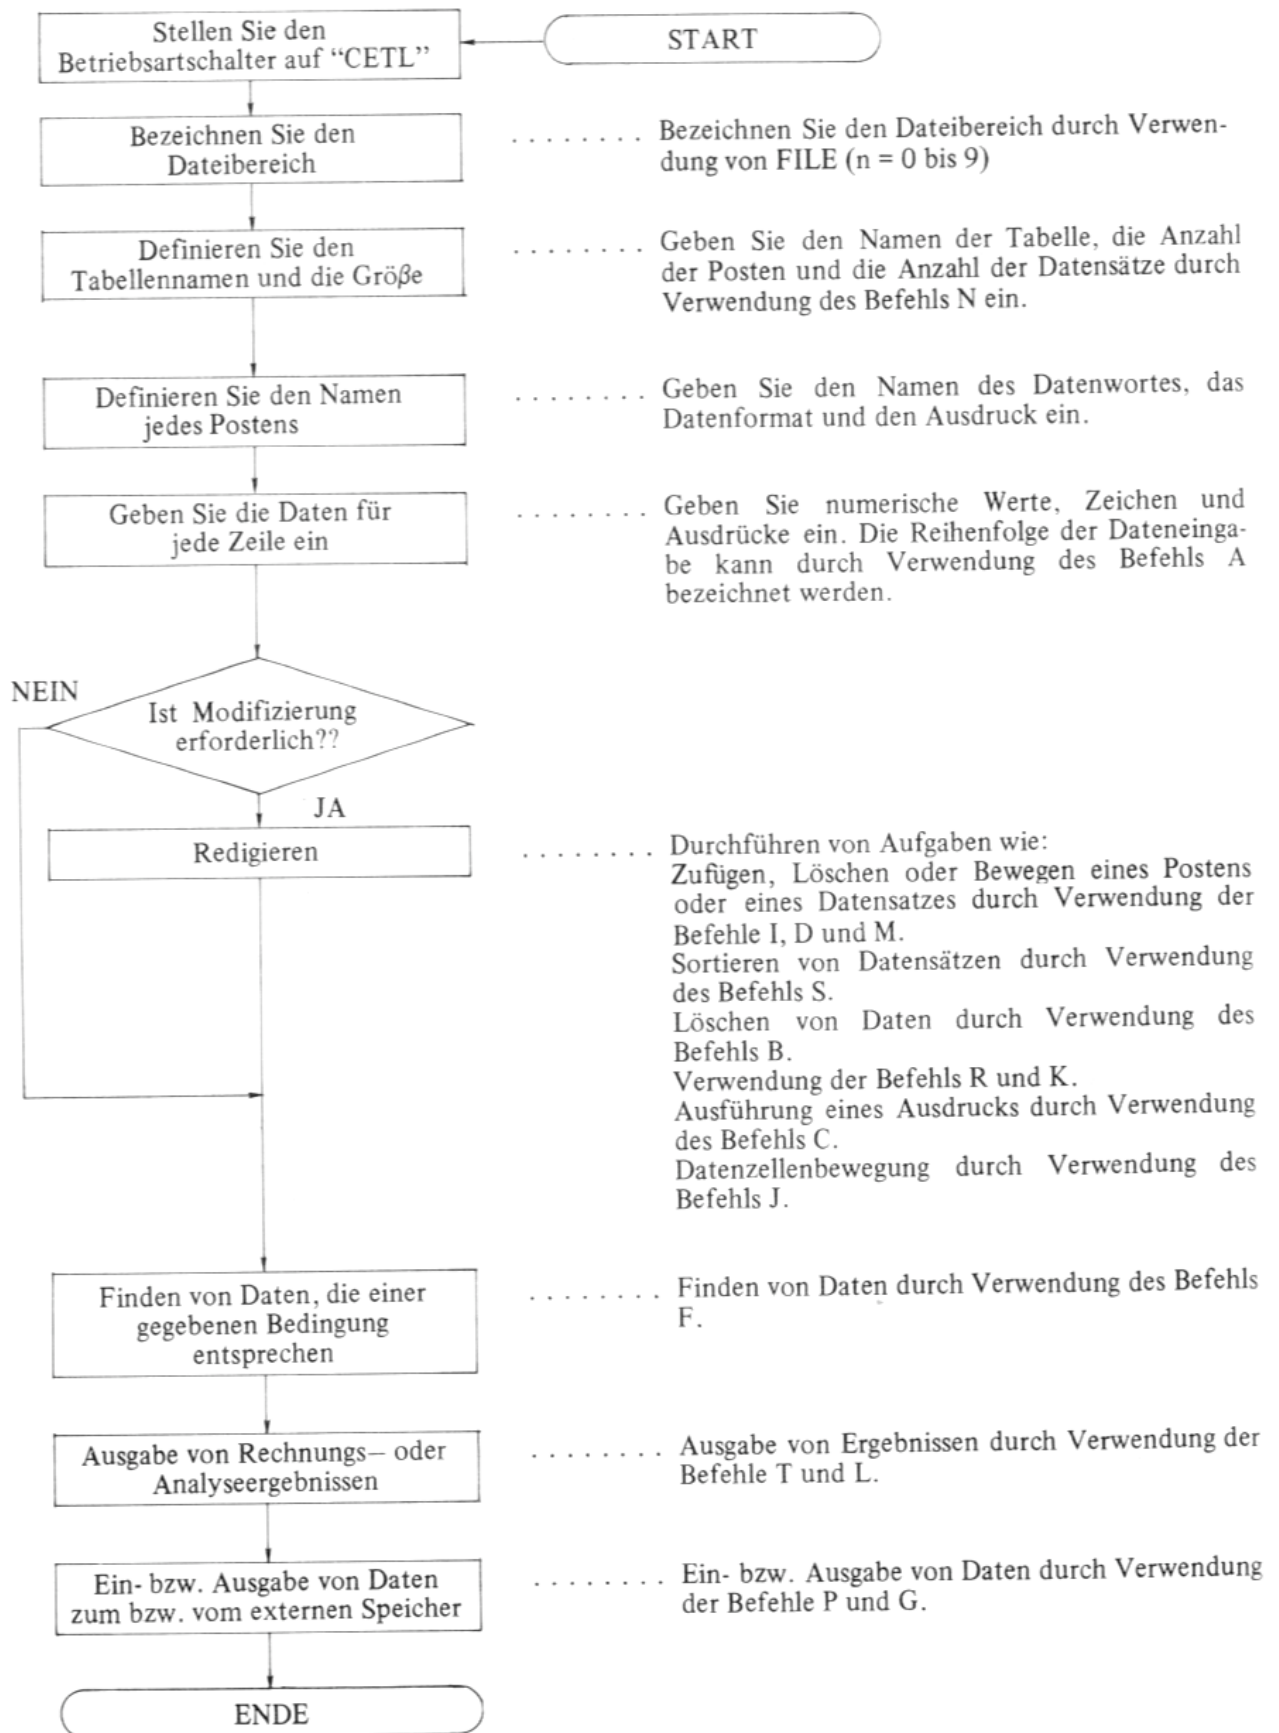 Stellen Sie den
Betriebsartschalter auf “CETL”
START
Bezeichnen Sie den
Dateibereich
. . . . . . . . Bezeichnen Sie den Dateibereich durch Verwen-
dung von FILE (n = 0 bis 9)
Definieren Sie den
Tabellennamen und die Größe
. . . . . . . . Geben Sie den Namen der Tabelle, die Anzahl
der Posten und die Anzahl der Datensätze durch
Verwendung des Befehls N ein.
Definieren Sie den Namen
jedes Postens
. . . . . . . . Geben Sie den Namen des Datenwortes, das
Datenformat und den Ausdruck ein.
Geben Sie die Daten für
jede Zeile ein
. . . . . . . . Geben Sie numerische Werte, Zeichen und
Ausdrücke ein. Die Reihenfolge der Dateneinga-
be kann durch Verwendung des Befehls A
bezeichnet werden.
NEIN
Ist Modifizierung
erforderlich??
JA
Redigieren
. . . . . . . . Durchführen von Aufgaben wie:
Zufügen, Löschen oder Bewegen eines Postens
oder eines Datensatzes durch Verwendung der
Befehle I, D und M.
Sortieren von Datensätzen durch Verwendung
des Befehls S.
Löschen von Daten durch Verwendung des
Befehls B.
Verwendung der Befehls R und K.
Ausführung eines Ausdrucks durch Verwendung
des Befehls C.
Datenzellenbewegung durch Verwendung des
Befehls J.
Finden von Daten, die einer
gegebenen Bedingung
entsprechen
. . . . . . . . Finden von Daten durch Verwendung des Befehls
F.
Ausgabe von Rechnungs– oder
Analyseergebnissen
. . . . . . . . Ausgabe von Ergebnissen durch Verwendung der
Befehle T und L.
Ein- bzw. Ausgabe von Daten
zum bzw. vom externen Speicher
. . . . . . . . Ein- bzw. Ausgabe von Daten durch Verwendung
der Befehle P und G.
ENDE